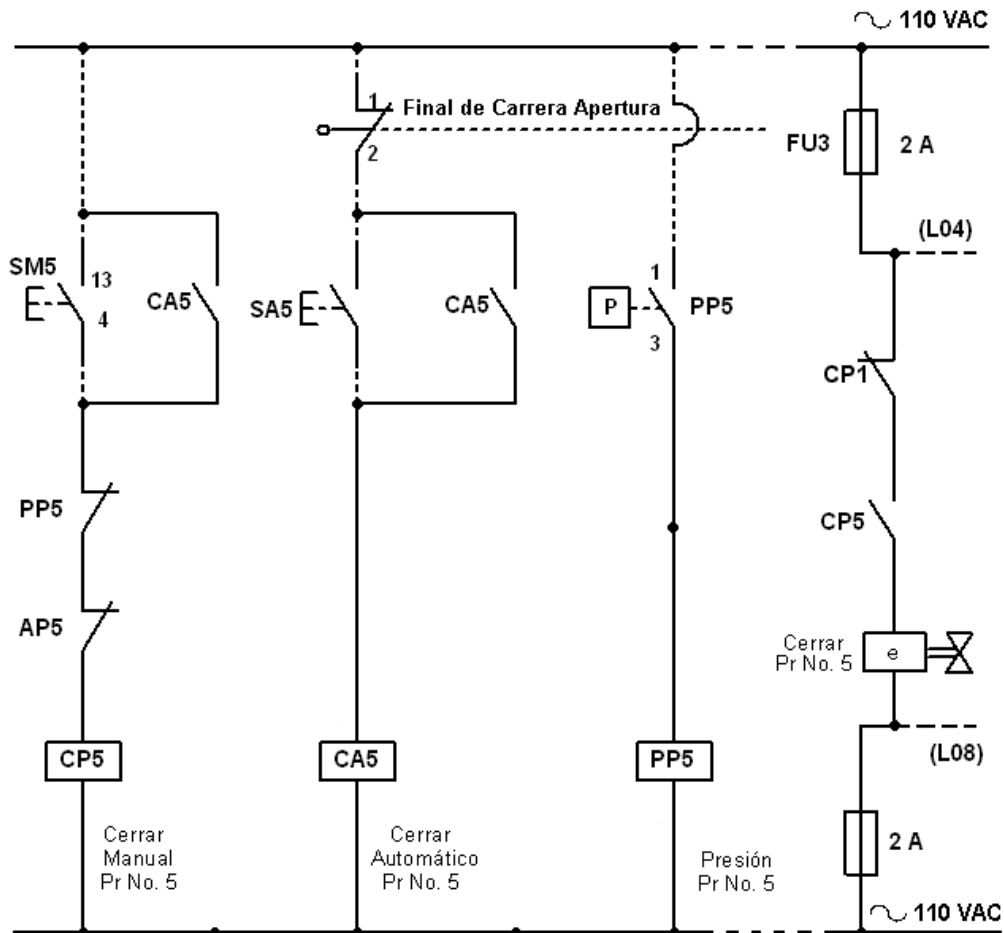 110 VAC
1
Final de Carrera Apertura
2
FU3
2 A
(L04)
SM5
13
4
CA5
SA5
CA5
1
P
PP5
3
CP1
PP5
CP5
AP5
Cerrar
Pr No. 5
e
CP5
CA5
PP5
(L08)
Cerrar
Manual
Pr No. 5
Cerrar
Automático
Pr No. 5
Presión
Pr No. 5
2 A
110 VAC